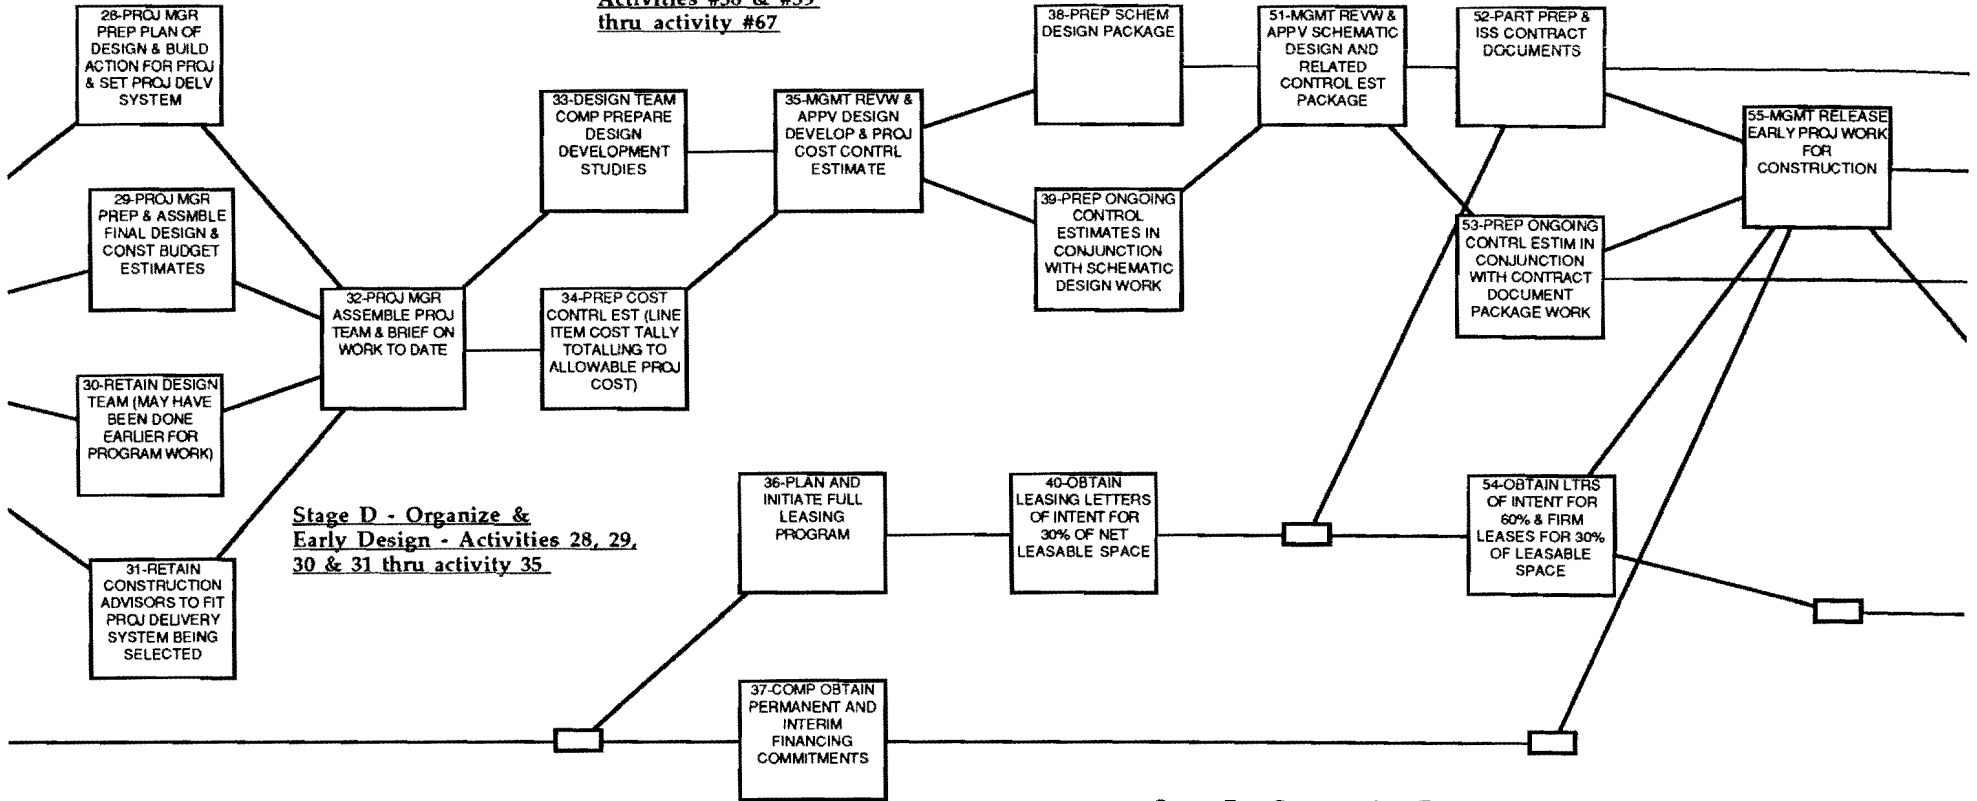 Activities #38 & #39
thru activity #67
28-PROJ MGR
PREP PLAN OF
DESIGN & BUILD
ACTION FOR PROJ
& SET PROJ DELV
SYSTEM
29-PROJ MGR
PREP & ASSMBLE
FINAL DESIGN &
CONST BUDGET
ESTIMATES
30-RETAIN DESIGN
TEAM (MAY HAVE
BEEN DONE
EARLIER FOR
PROGRAM WORK)
31-RETAIN
CONSTRUCTION
ADVISORS TO FIT
PROJ DELIVERY
SYSTEM BEING
SELECTED
32-PROJ MGR
ASSEMBLE PROJ
TEAM & BRIEF ON
WORK TO DATE
Stage D - Organize &
Early Design - Activities 28, 29,
30 & 31 thru activity 35
33-DESIGN TEAM
COMP PREPARE
DESIGN
DEVELOPMENT
STUDIES
34-PREP COST
CONTRL EST (LINE
ITEM COST TALLY
TOTALLING TO
ALLOWABLE PROJ
COST)
35-MGMT REVW &
APPV DESIGN
DEVELOP & PROJ
COST CONTRL
ESTIMATE
36-PLAN AND
INITIATE FULL
LEASING
PROGRAM
37-COMP OBTAIN
PERMANENT AND
INTERIM
FINANCING
COMMITMENTS
38-PREP SCHEM
DESIGN PACKAGE
39-PREP ONGOING
CONTROL
ESTIMATES IN
CONJUNCTION
WITH SCHEMATIC
DESIGN WORK
40-OBTAIN
LEASING LETTERS
OF INTENT FOR
30% OF NET
LEASABLE SPACE
51-MGMT REVW &
APPV SCHEMATIC
DESIGN AND
RELATED
CONTROL EST
PACKAGE
52-PART PREP &
ISS CONTRACT
DOCUMENTS
53-PREP ONGOING
CONTRL ESTIM IN
CONJUNCTION
WITH CONTRACT
DOCUMENT
PACKAGE WORK
54-OBTAIN LTRS
OF INTENT FOR
60% & FIRM
LEASES FOR 30%
OF LEASABLE
SPACE
55-MGMT RELEASE
EARLY PROJ WORK
FOR
CONSTRUCTION